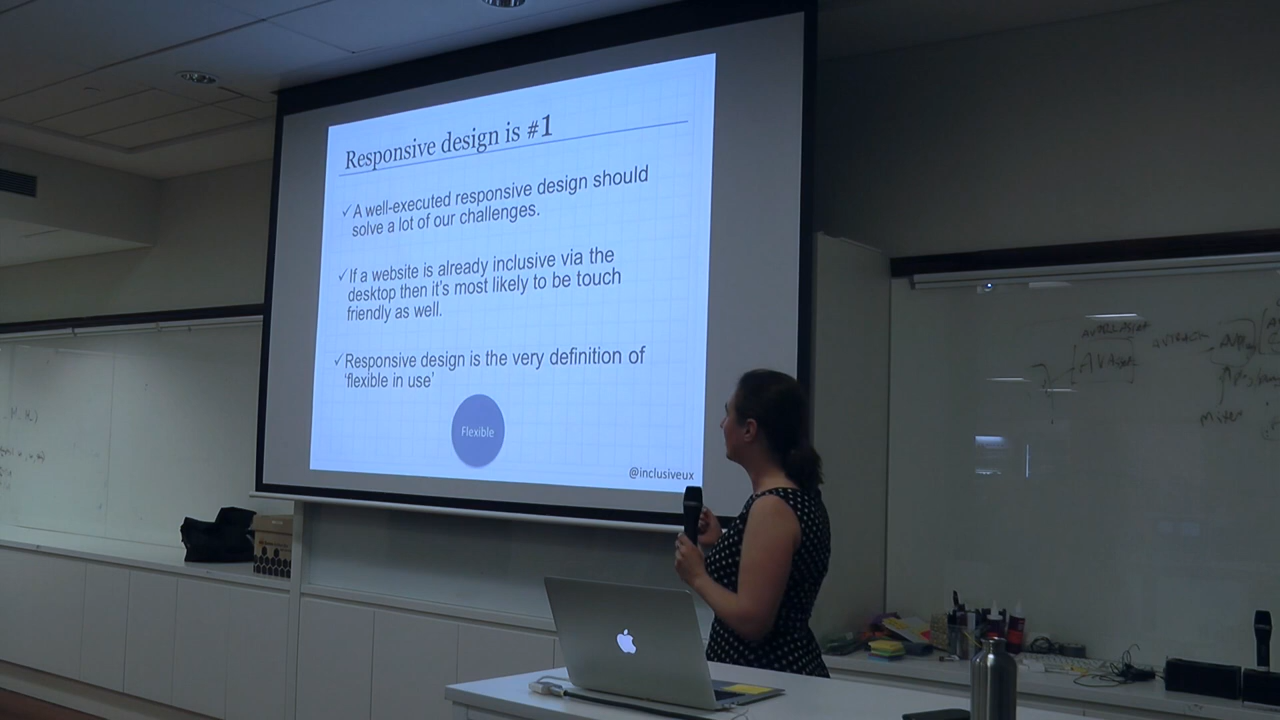 Responsive design is #1
✓A well-executed responsive design should
solve a lot of our challenges.
✓If a website is already inclusive via the
desktop then it's most likely to be touch
friendly as well.
✓Responsive design is the very definition of
'flexible in use'
Flexible
@inclusiveux
AVAsset